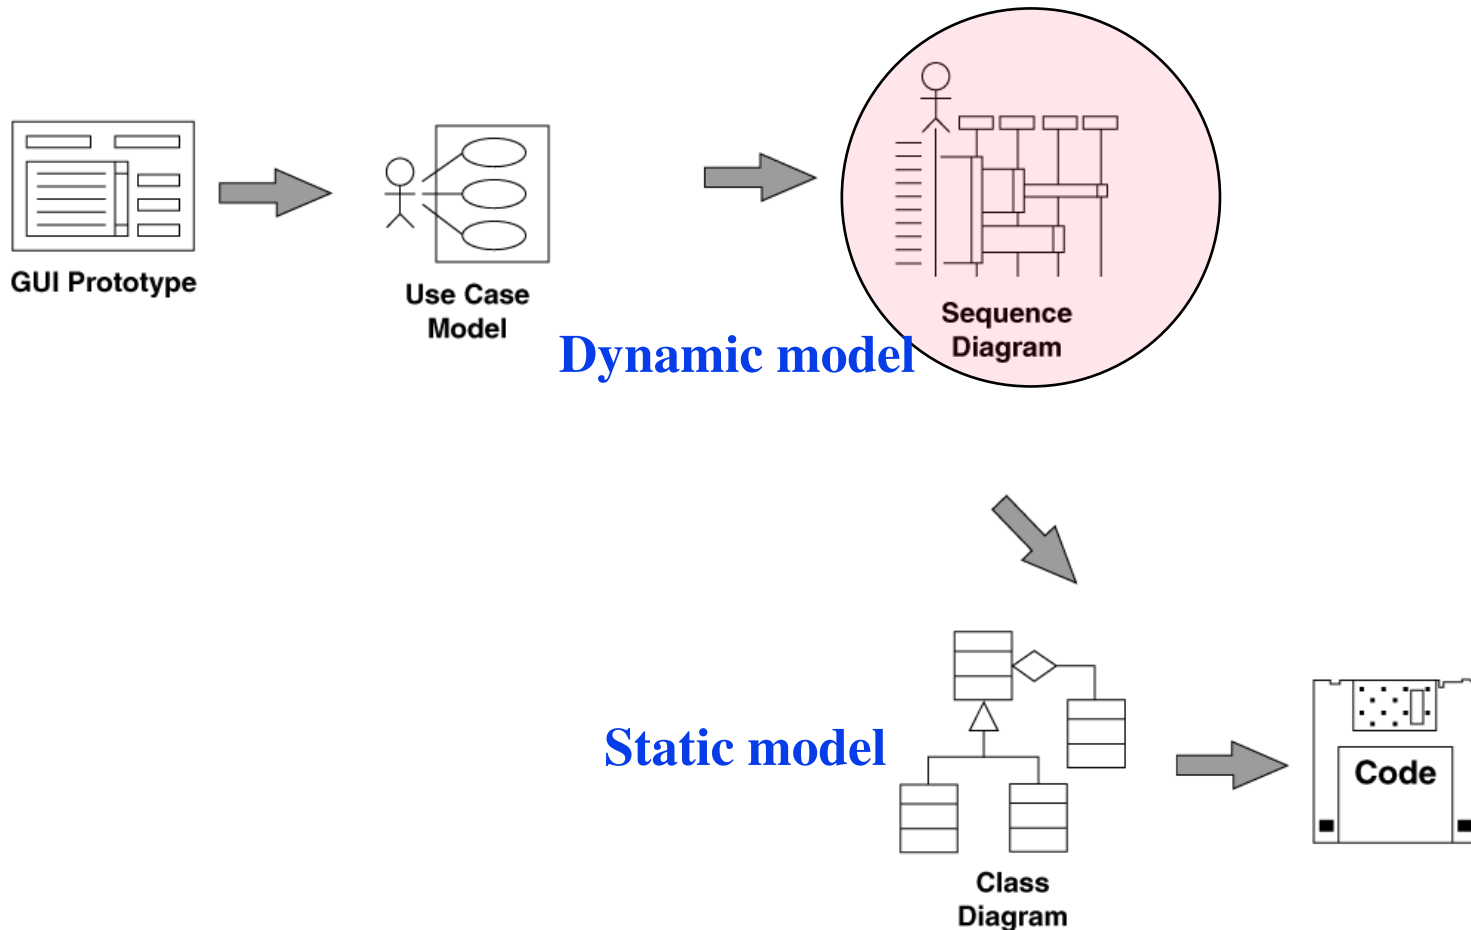 GUI Prototype
Use Case
Model
Sequence
Diagram
Dynamic model
Static model
Code
Class
Diagram